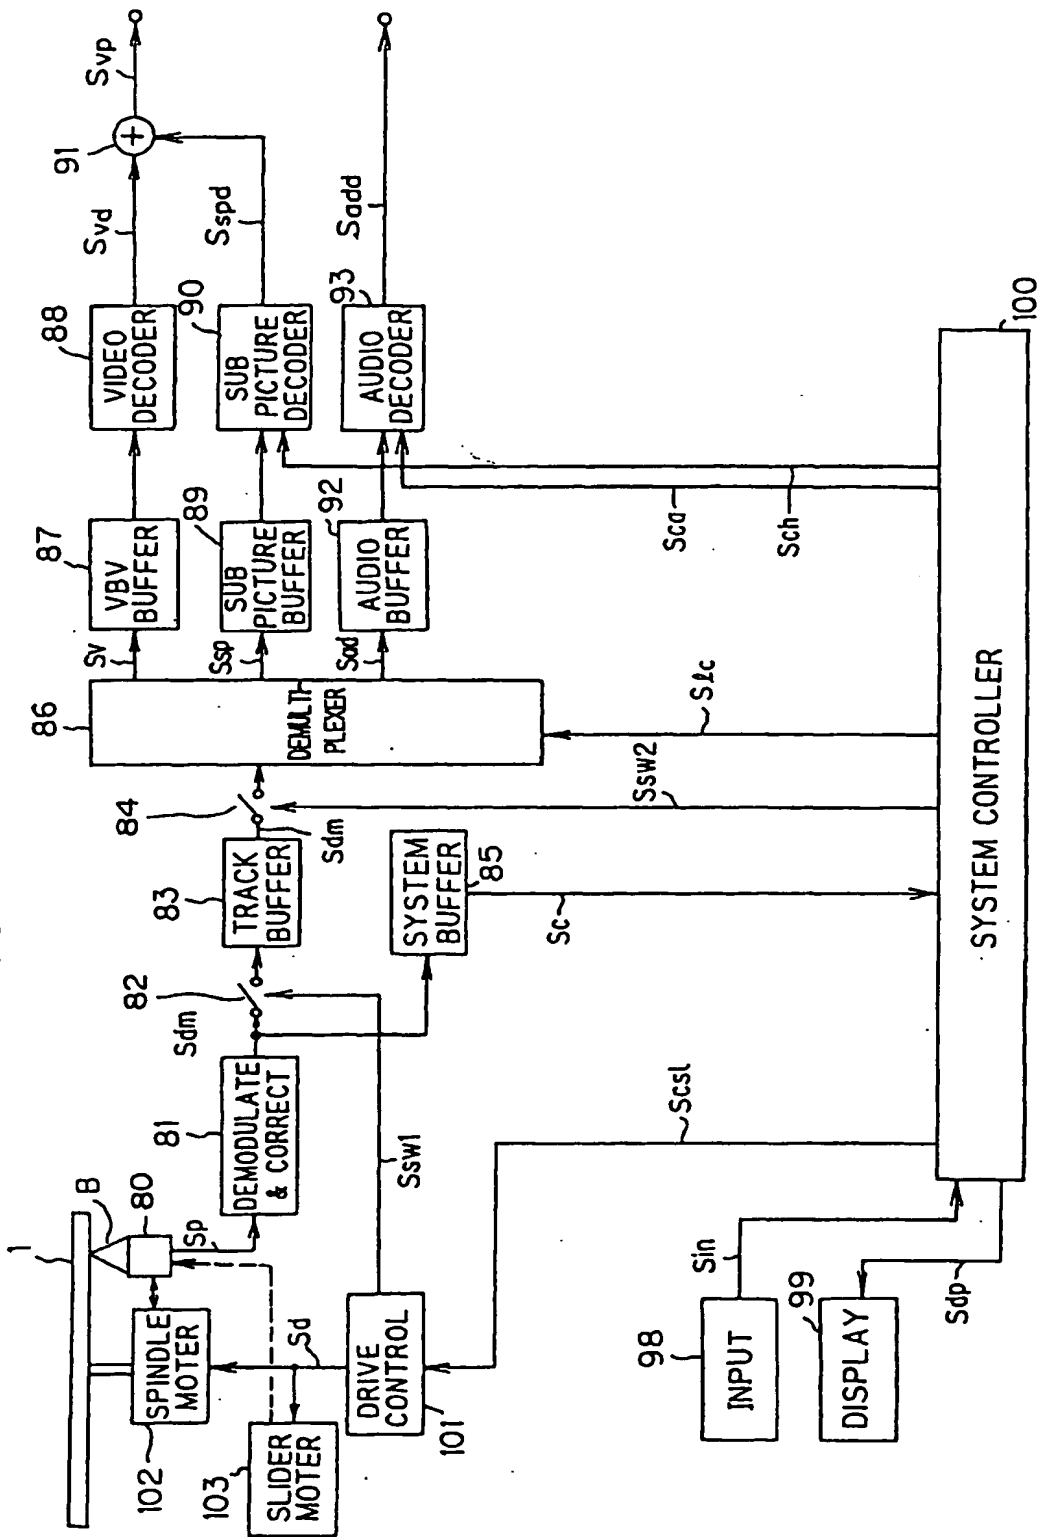 1
B
80
Sp
SPINDLE
MOTER
102
SLIDER
MOTER
103
Sd
DRIVE
CONTROL
101
Ssw1
Scsl
81
DEMODULATE
& CORRECT
Sdm
82
83
TRACK
BUFFER
Sdm
84
SYSTEM
BUFFER
85
Sc
Ssw2
Slc
86
DEMULTI
PLEXER
Sv
Ssp
Sad
87
VBV
BUFFER
89
SUB
PICTURE
BUFFER
92
AUDIO
BUFFER
88
VIDEO
DECODER
90
SUB
PICTURE
DECODER
93
AUDIO
DECODER
Svd
Sspd
Sadd
91
+
Svp
Sca
Sch
98
INPUT
Sin
99
DISPLAY
Sdp
SYSTEM CONTROLLER
100